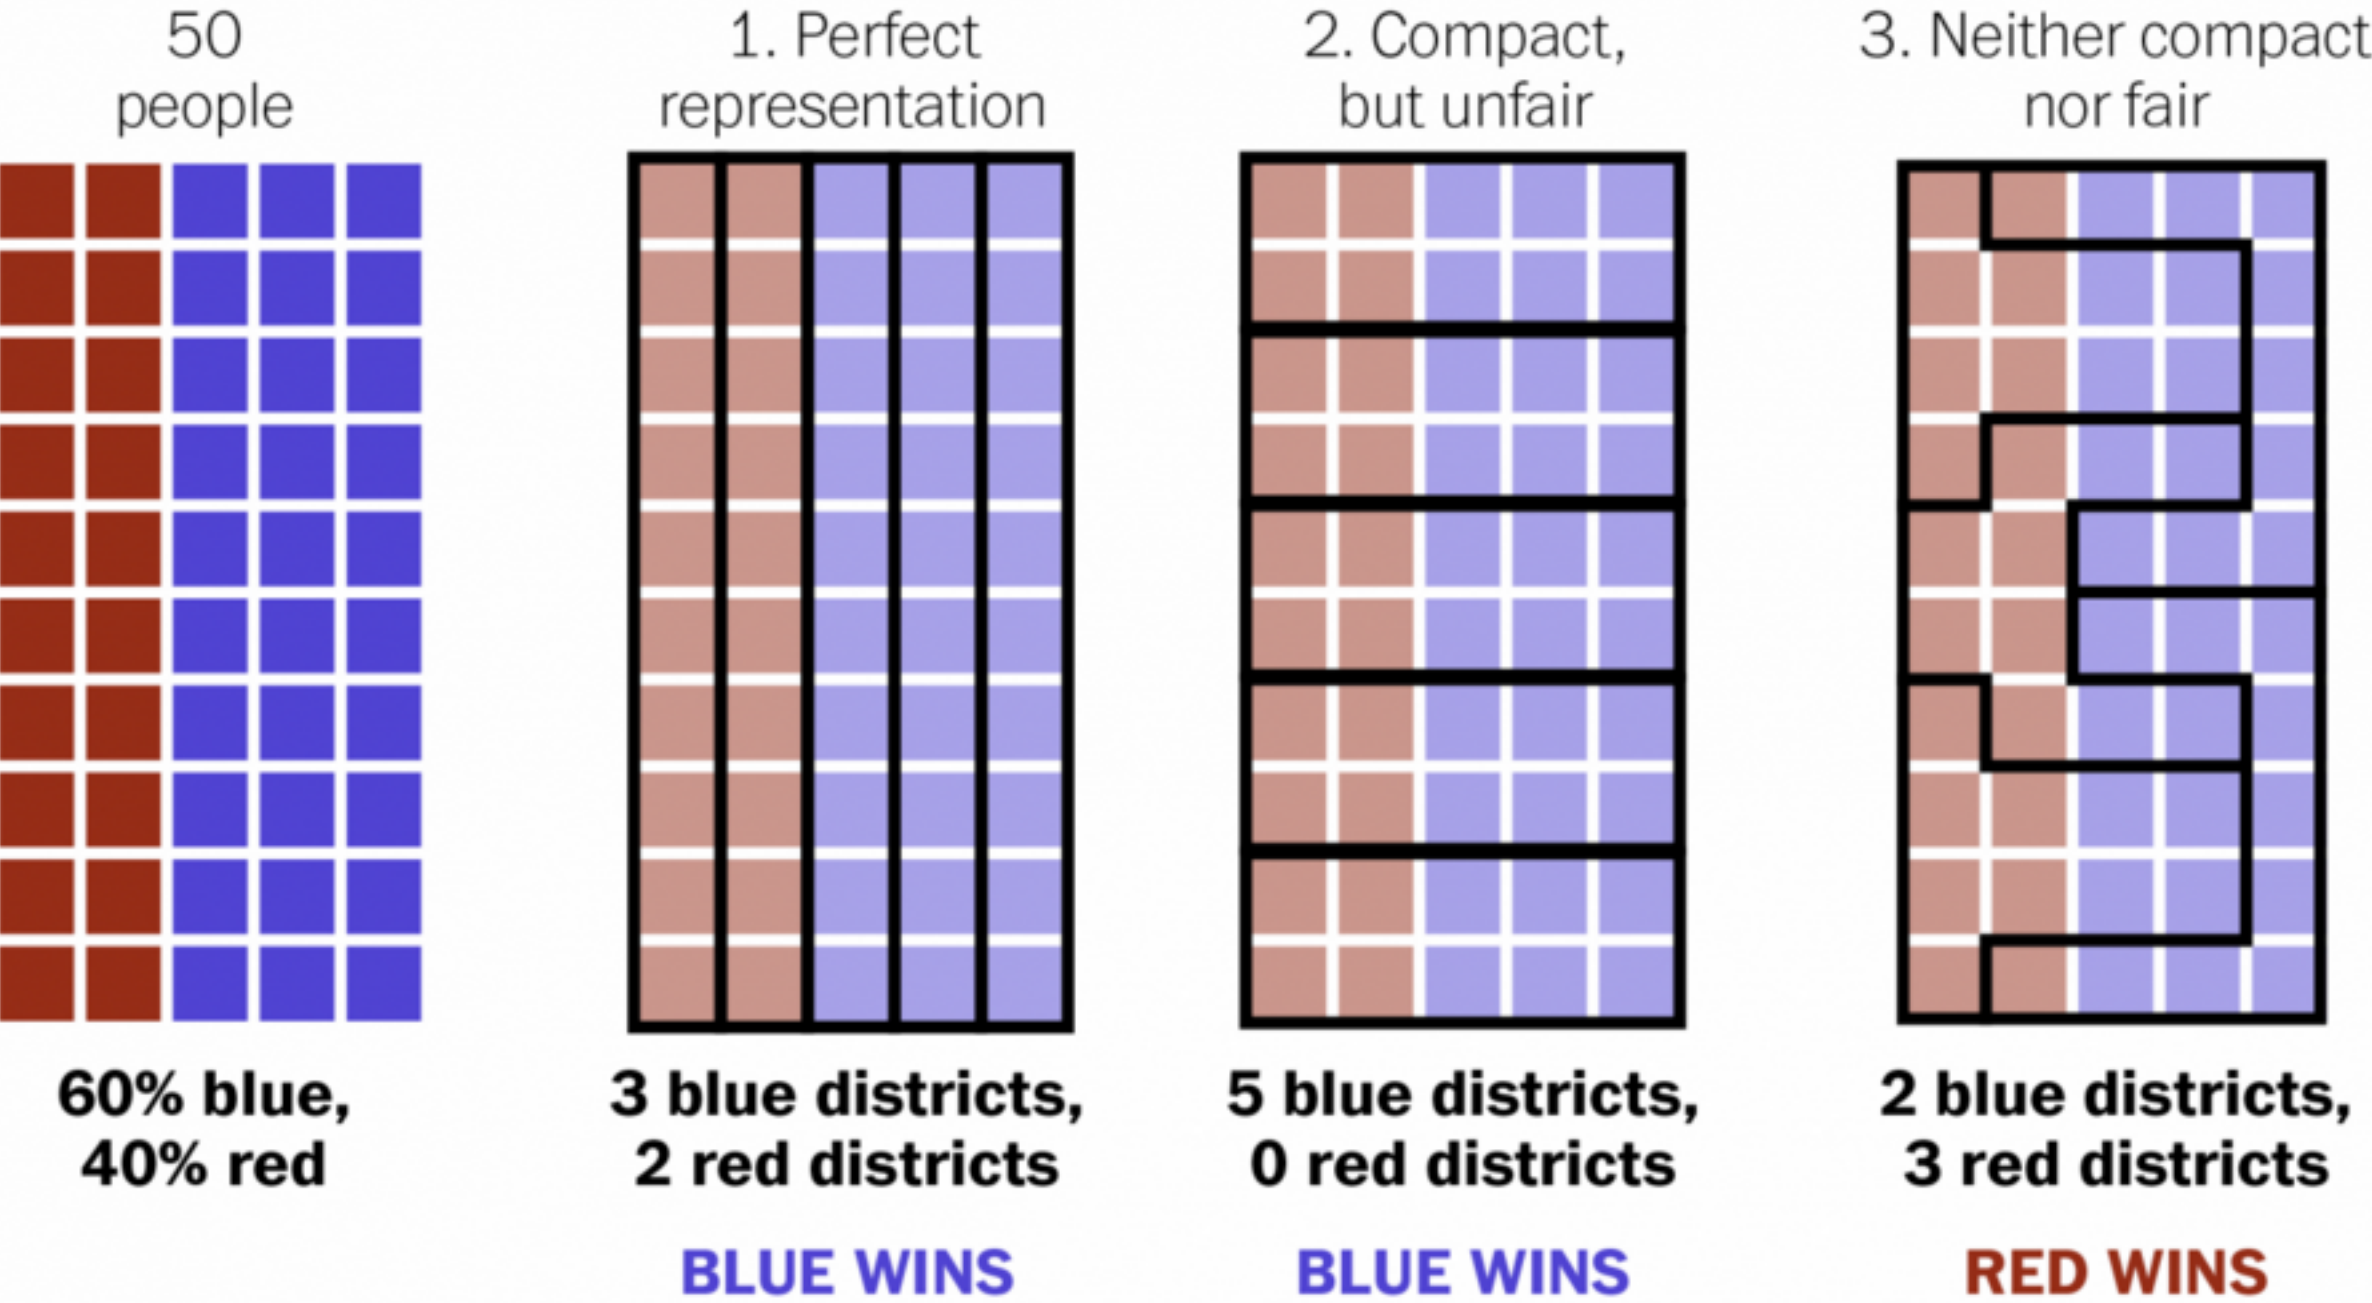 50
people
60% blue,
40% red
1. Perfect
representation
3 blue districts,
2 red districts
BLUE WINS
2. Compact,
but unfair
5 blue districts,
0 red districts
BLUE WINS
3. Neither compact
nor fair
2 blue districts,
3 red districts
RED WINS